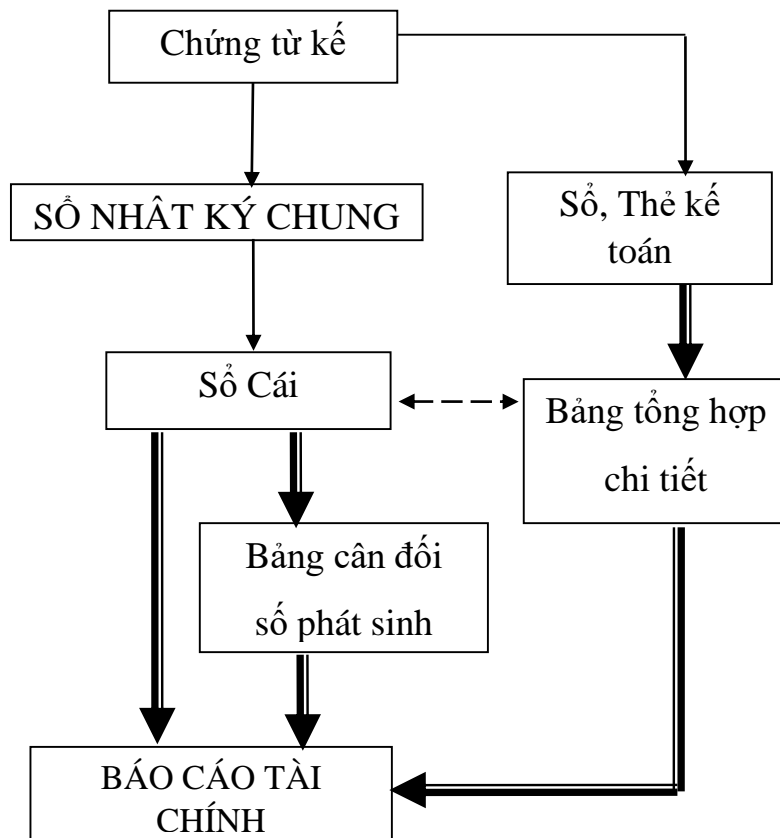 Chứng từ kế
SỔ NHÂT KÝ CHUNG
Sổ, Thẻ kế
toán
Sổ Cái
Bảng tổng hợp
chi tiết
Bảng cân đối
số phát sinh
BÁO CÁO TÀI
CHÍNH